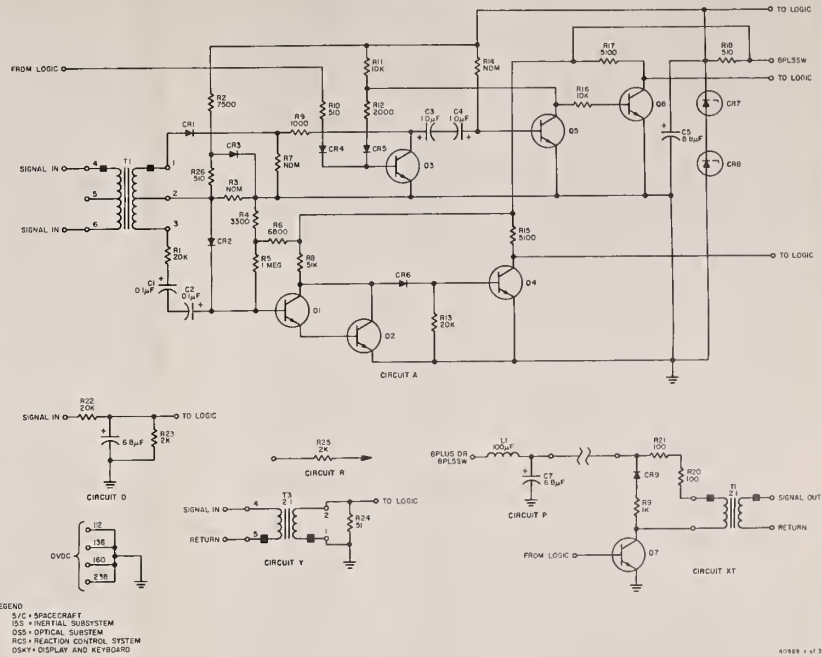 TO LOGIC
R17
5100
R18
510
BPLSSW
TO LOGIC
R11
10K
R14
NOM
FROM LOGIC
R2
7500
R10
510
R12
2000
C3
1.0µF
C4
1.0µF
R16
10K
Q6
CR1
R9
1000
Q5
C5
6.8µF
CR7
CR3
R7
NOM
CR4
CR5
Q3
CR8
SIGNAL IN
4
T1
1
R26
510
R3
NOM
5
2
R4
3300
SIGNAL IN
6
3
R6
6800
R15
5100
CR2
R1
20K
R5
1 MEG
R8
51K
TO LOGIC
C1
0.1µF
C2
0.1µF
CR6
Q4
Q1
Q2
R13
20K
CIRCUIT A
SIGNAL IN
R22
20K
TO LOGIC
6.8µF
R23
2K
CIRCUIT D
R25
2K
CIRCUIT R
BPLUS OR
BPLSSW
L1
100µF
C7
6.8µF
CIRCUIT P
R21
100
CR9
R20
100
T1
2:1
SIGNAL OUT
R9
1K
RETURN
FROM LOGIC
Q7
CIRCUIT XT
SIGNAL IN
4
T3
2:1
2
TO LOGIC
R24
51
RETURN
5
1
CIRCUIT Y
0VDC
112
136
160
238
LEGEND
S/C = SPACECRAFT
ISS = INERTIAL SUBSYSTEM
OSS = OPTICAL SUBSTEM
RCS = REACTION CONTROL SYSTEM
DSKY = DISPLAY AND KEYBOARD